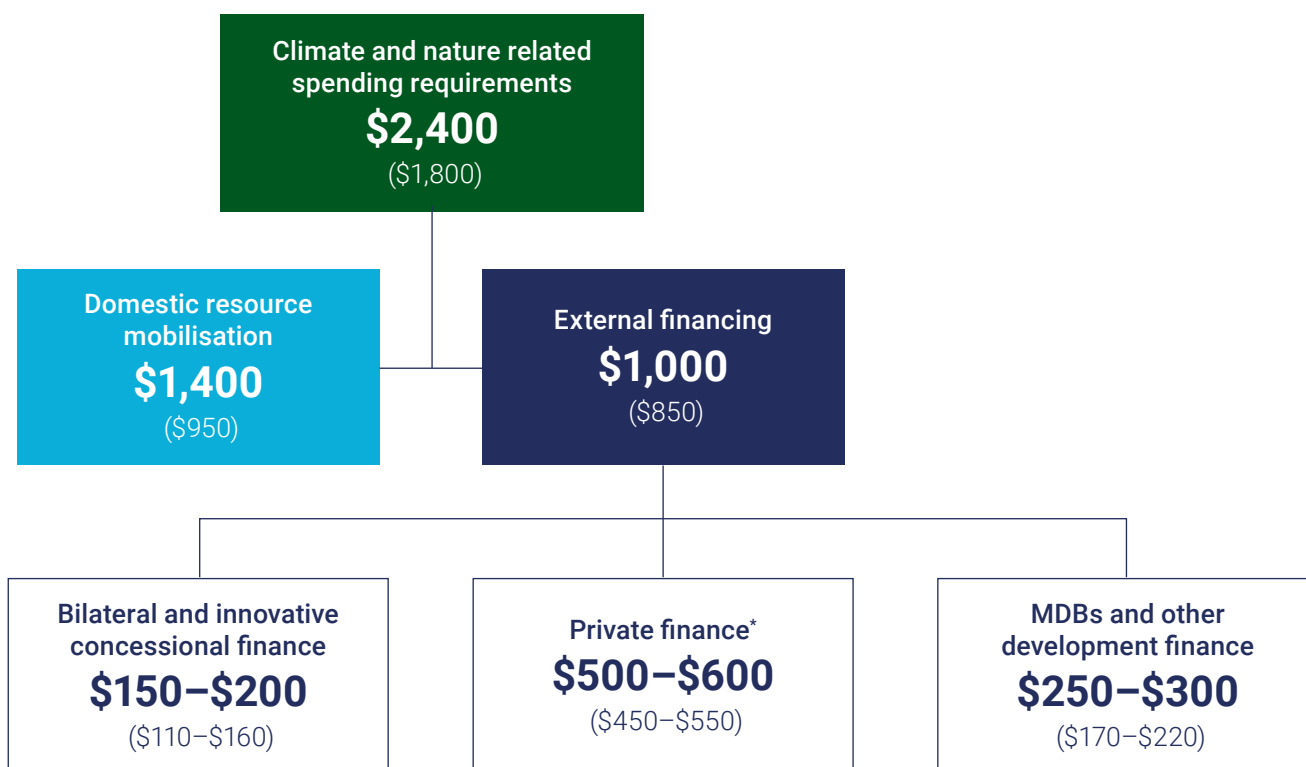 Climate and nature related
spending requirements
$2,400
($1,800)
Domestic resource
mobilisation
$1,400
($950)
External financing
$1,000
($850)
Bilateral and innovative
concessional finance
$150–$200
($110–$160)
Private finance*
$500–$600
($450–$550)
MDBs and other
development finance
$250–$300
($170–$220)